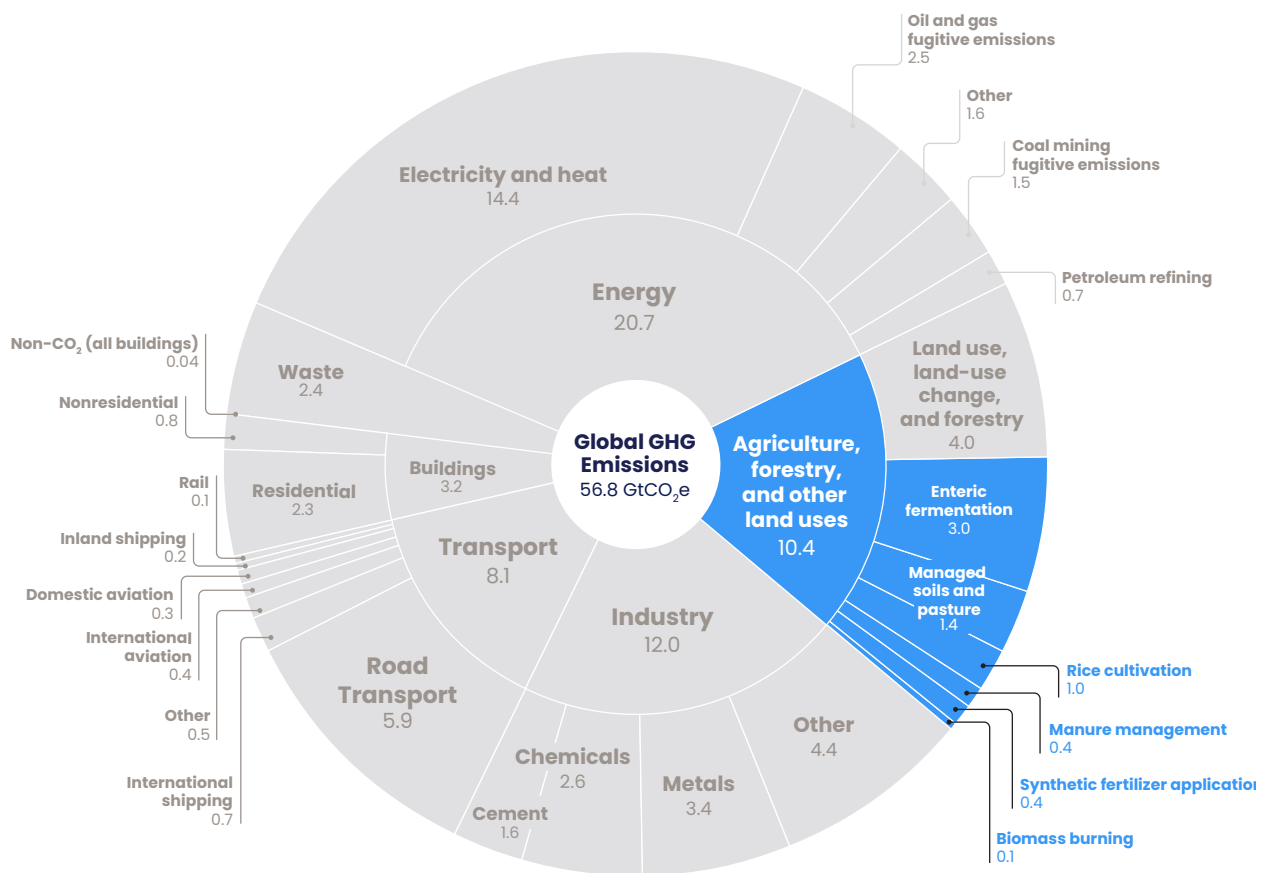 Oil and gas
fugitive emissions
2.5
Other
1.6
Coal mining
fugitive emissions
1.5
Petroleum refining
0.7
Electricity and heat
14.4
Energy
20.7
Land use,
land-use
change,
and forestry
4.0
Non-CO₂ (all buildings)
0.04
Waste
2.4
Nonresidential
0.8
Global GHG
Emissions
56.8 GtCO₂e
Agriculture,
forestry,
and other
land uses
10.4
Buildings
3.2
Enteric
fermentation
3.0
Rail
0.1
Residential
2.3
Inland shipping
0.2
Transport
8.1
Managed
soils and
pasture
1.4
Domestic aviation
0.3
Industry
12.0
International
aviation
0.4
Road
Transport
5.9
Rice cultivation
1.0
Other
0.5
Other
4.4
Manure management
0.4
Chemicals
2.6
Metals
3.4
International
shipping
0.7
Cement
1.6
Synthetic fertilizer application
0.4
Biomass burning
0.1